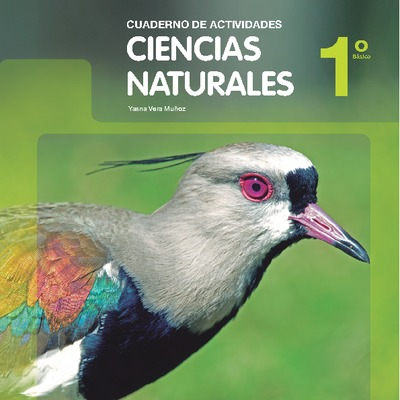 CUADERNO DE ACTIVIDADES
CIENCIAS
NATURALES
1º
Básico
Yasna Vera Muñoz